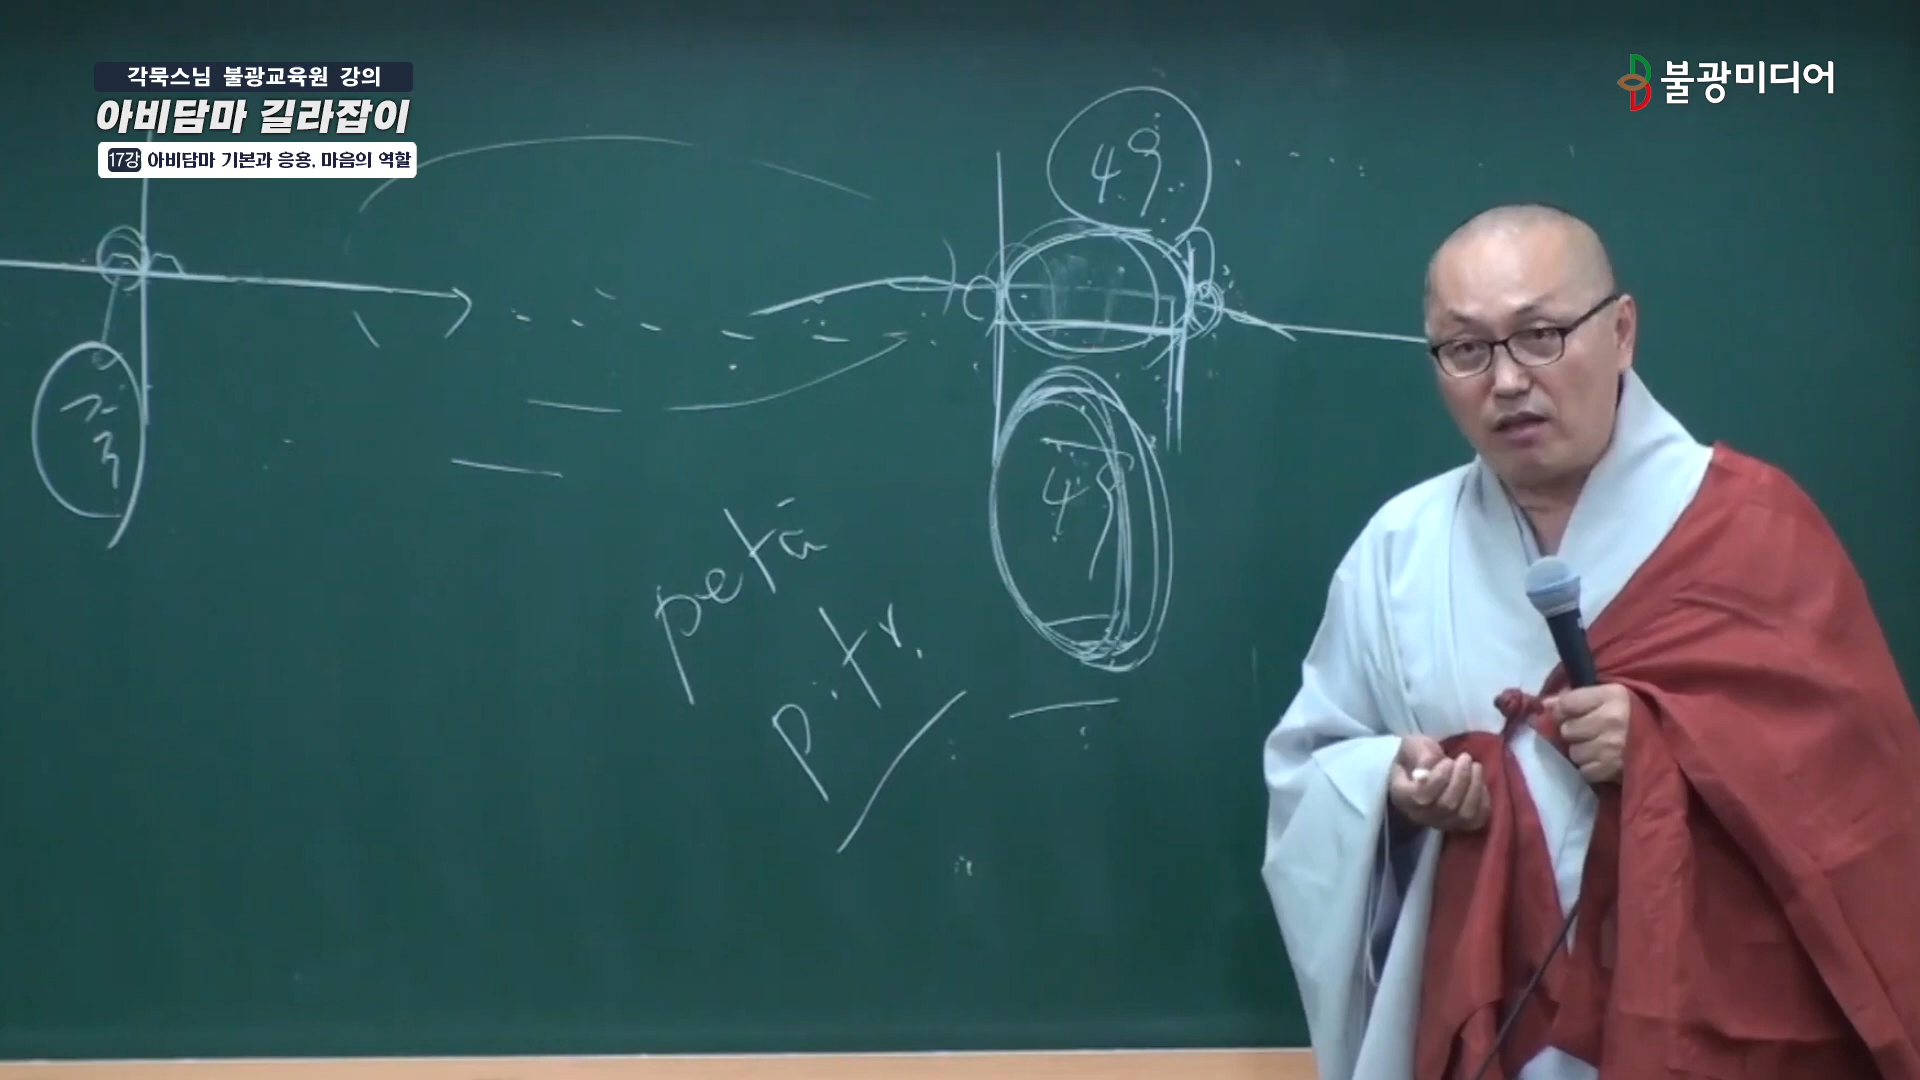 각묵스님 불광교육원 강의
아비담마 길라잡이
17강 아비담마 기본과 응용, 마음의 역할
불광미디어
49
49
petā
pitr.